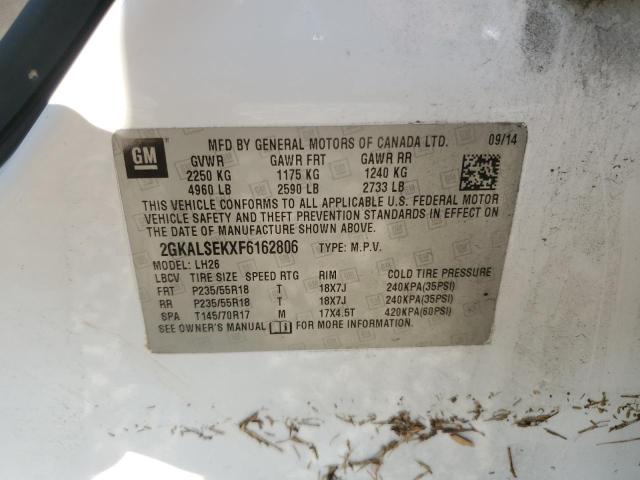 GM
MFD BY GENERAL MOTORS OF CANADA LTD. 09/14
GVWR GAWR FRT GAWR RR
2250 KG 1175 KG 1240 KG
4960 LB 2590 LB 2733 LB
THIS VEHICLE CONFORMS TO ALL APPLICABLE U.S. FEDERAL MOTOR
VEHICLE SAFETY AND THEFT PREVENTION STANDARDS IN EFFECT ON
THE DATE OF MANUFACTURE SHOWN ABOVE.
2GKALSEKXF6162806 TYPE: M.P.V.
MODEL: LH26
LBCV TIRE SIZE SPEED RTG RIM COLD TIRE PRESSURE
FRT P235/55R18 T 18X7J 240KPA(35PSI)
RR P235/55R18 T 18X7J 240KPA(35PSI)
SPA T145/70R17 M 17X4.5T 420KPA(60PSI)
SEE OWNER'S MANUAL FOR MORE INFORMATION.